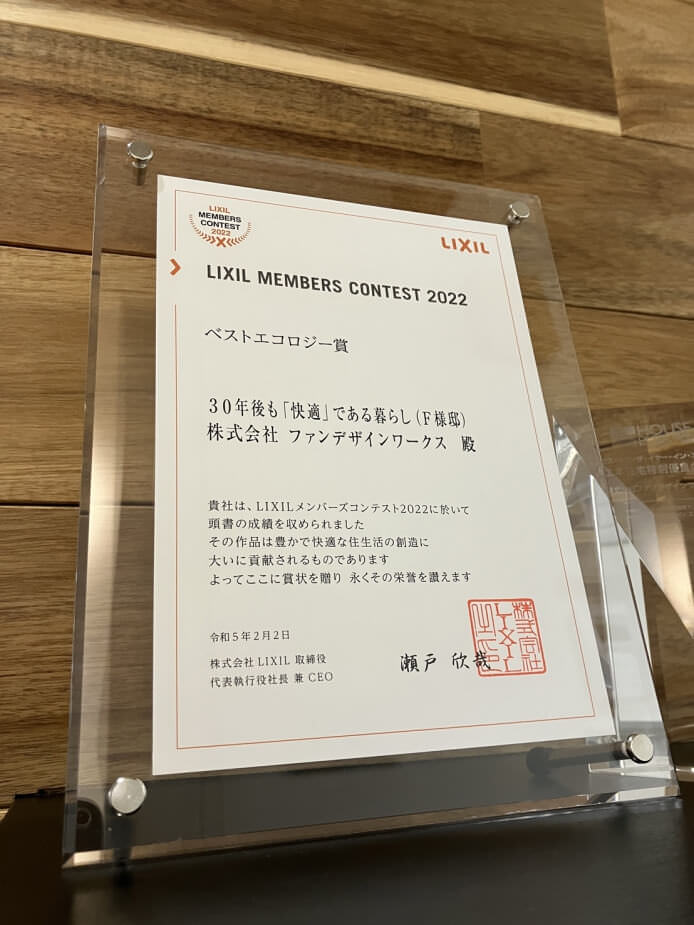 LIXIL
MEMBERS
CONTEST
2022
LIXIL
LIXIL MEMBERS CONTEST 2022
ベストエコロジー賞
30年後も「快適」である暮らし(F様邸)
株式会社 ファンデザインワークス 殿
貴社は、LIXILメンバーズコンテスト2022に於いて
頭書の成績を収められました
その作品は豊かで快適な住生活の創造に
大いに貢献されるものであります
よってここに賞状を贈り 永くその栄誉を讃えます
令和5年2月2日
株式会社 LIXIL 取締役
代表執行役社長 兼 CEO
瀬戸 欣哉
株式会社
LIXIL
之印